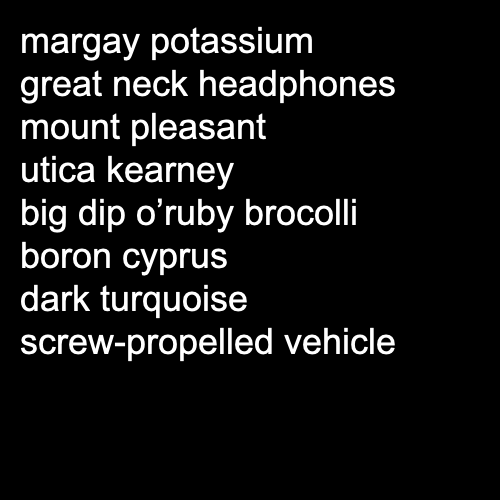 margay potassium
great neck headphones
mount pleasant
utica kearney
big dip o’ruby brocolli
boron cyprus
dark turquoise
screw-propelled vehicle